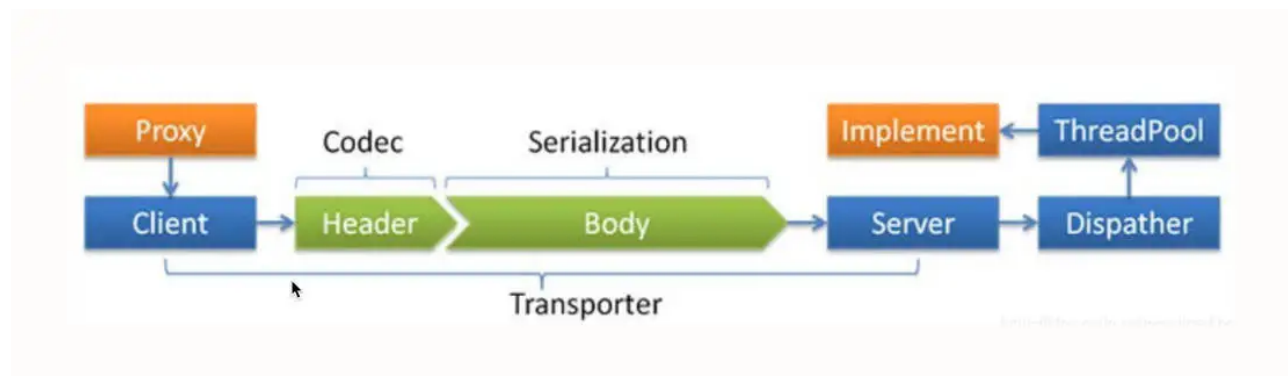 Proxy
Codec
Serialization
Implement
ThreadPool
Client
Header
Body
Server
Dispather
Transporter